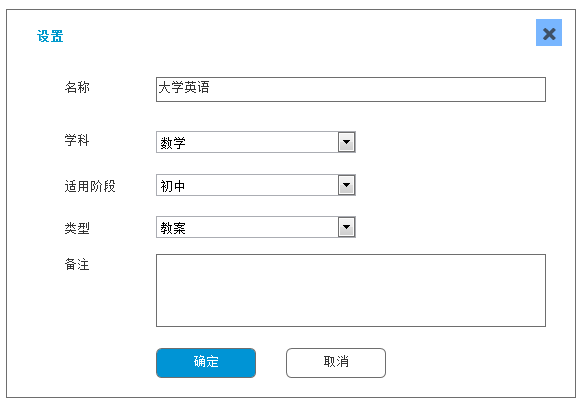 设置
名称
大学英语
学科
数学
适用阶段
初中
类型
教案
备注
确定
取消